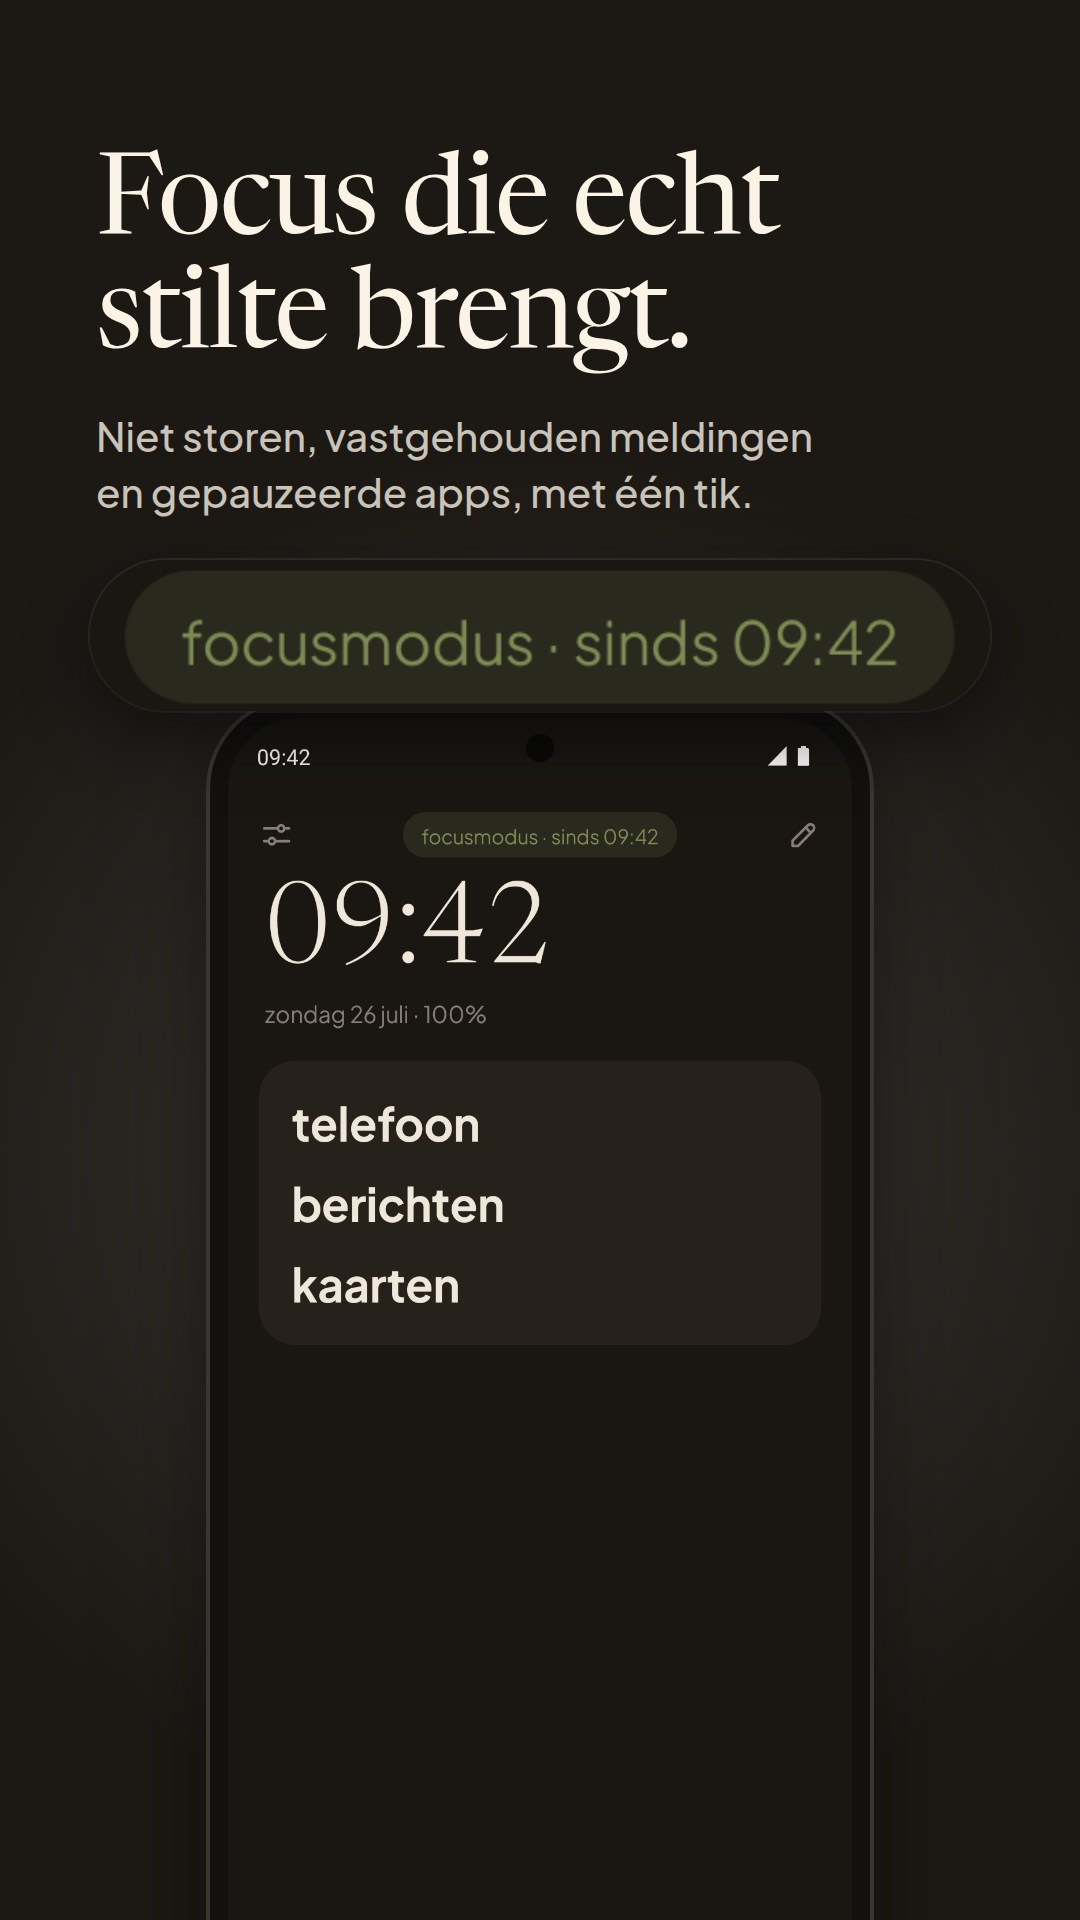 Focus die echt
stilte brengt.
Niet storen, vastgehouden meldingen
en gepauzeerde apps, met één tik.
focusmodus · sinds 09:42
09:42
focusmodus · sinds 09:42
09:42
zondag 26 juli · 100%
telefoon
berichten
kaarten